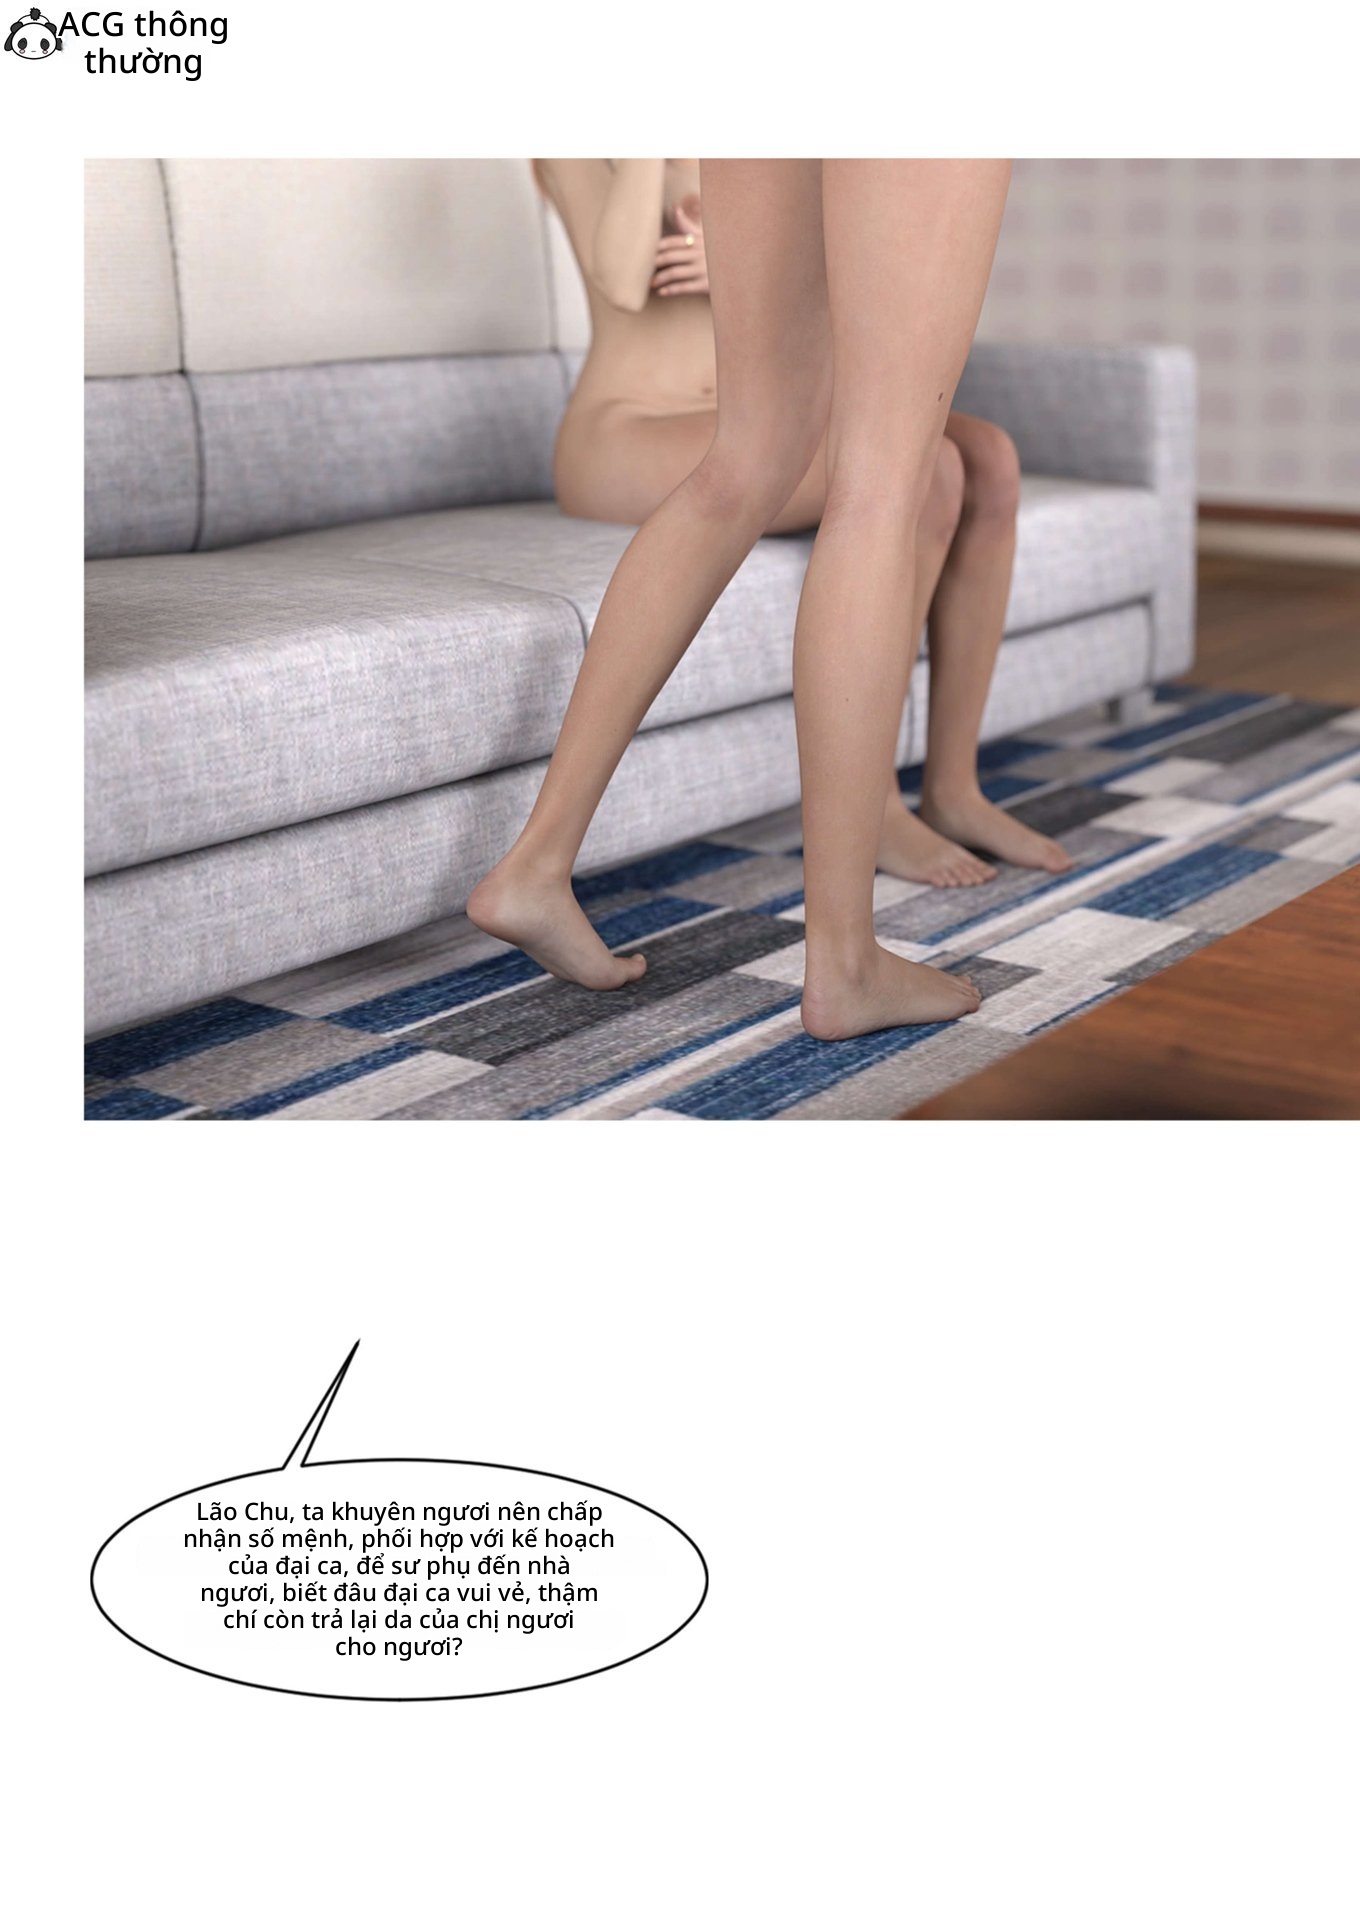 ACG thông
thường
Lão Chu, ta khuyên ngươi nên chấp
nhận số mệnh, phối hợp với kế hoạch
của đại ca, để sư phụ đến nhà
ngươi, biết đâu đại ca vui vẻ, thậm
chí còn trả lại da của chị ngươi
cho ngươi?